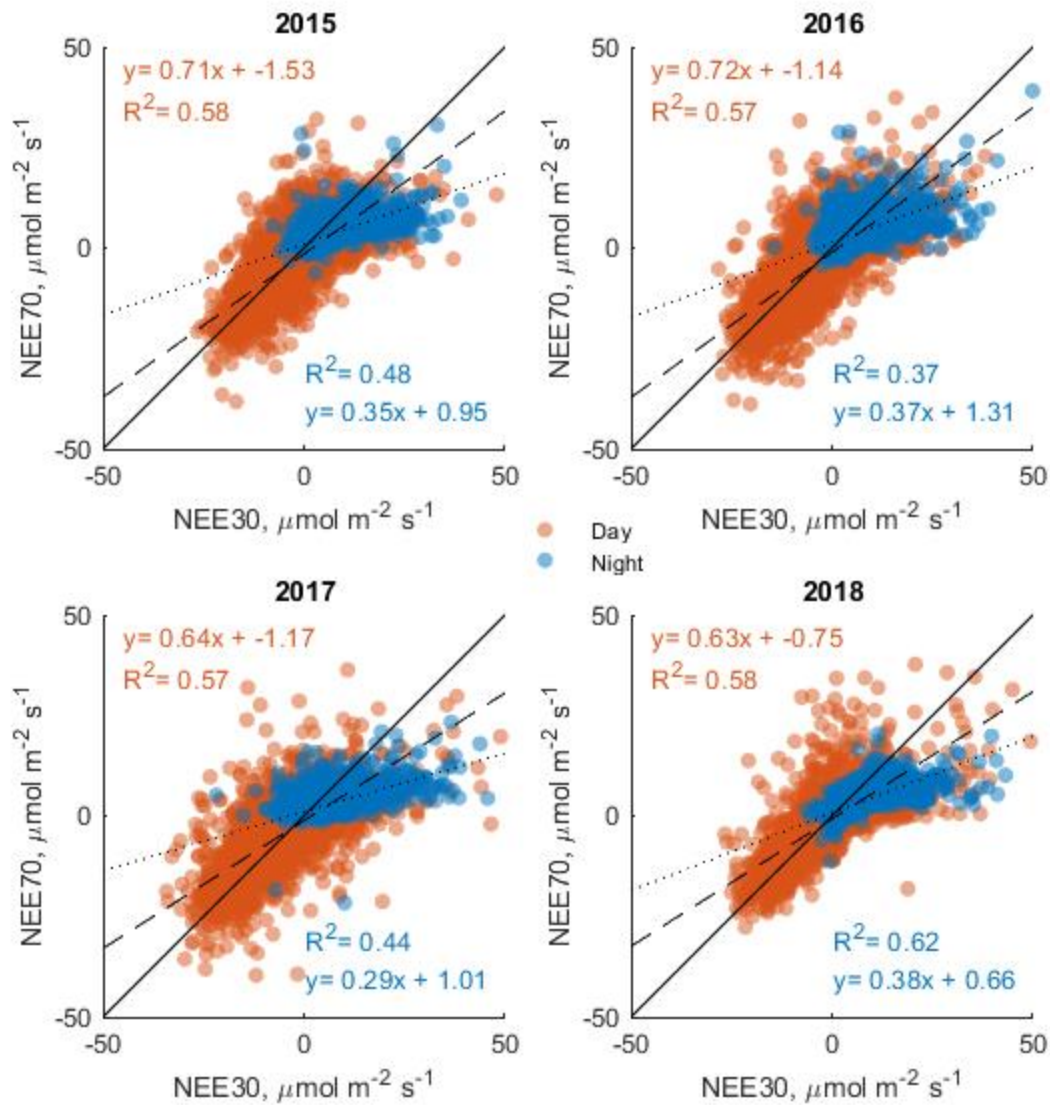 2015
y= 0.71x + -1.53
R²= 0.58
R²= 0.48
y= 0.35x + 0.95
50
0
-50
-50
0
50
NEE70, μmol m⁻² s⁻¹
NEE30, μmol m⁻² s⁻¹
2016
y= 0.72x + -1.14
R²= 0.57
R²= 0.37
y= 0.37x + 1.31
50
0
-50
-50
0
50
NEE70, μmol m⁻² s⁻¹
NEE30, μmol m⁻² s⁻¹
Day
Night
2017
y= 0.64x + -1.17
R²= 0.57
R²= 0.44
y= 0.29x + 1.01
50
0
-50
-50
0
50
NEE70, μmol m⁻² s⁻¹
NEE30, μmol m⁻² s⁻¹
2018
y= 0.63x + -0.75
R²= 0.58
R²= 0.62
y= 0.38x + 0.66
50
0
-50
-50
0
50
NEE70, μmol m⁻² s⁻¹
NEE30, μmol m⁻² s⁻¹